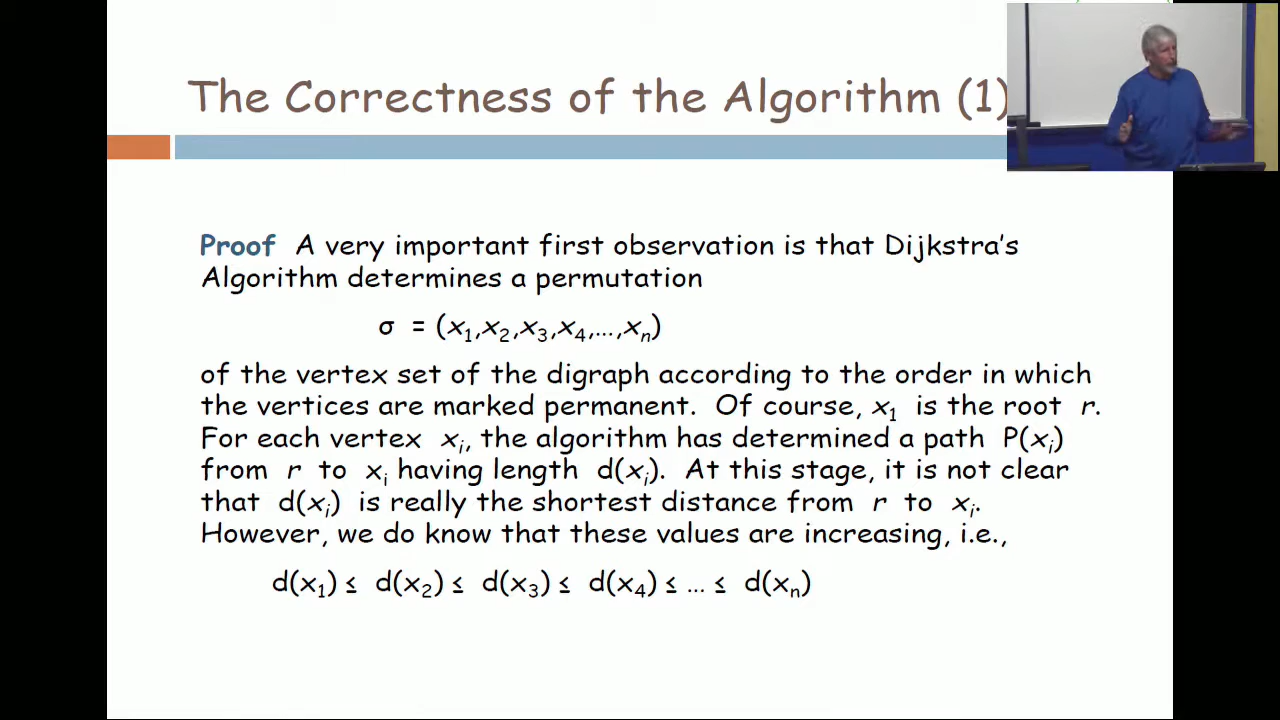 The Correctness of the Algorithm (1)
Proof A very important first observation is that Dijkstra's
Algorithm determines a permutation
σ = (x₁,x₂,x₃,x₄,...,xₙ)
of the vertex set of the digraph according to the order in which
the vertices are marked permanent. Of course, x₁ is the root r.
For each vertex xᵢ, the algorithm has determined a path P(xᵢ)
from r to xᵢ having length d(xᵢ). At this stage, it is not clear
that d(xᵢ) is really the shortest distance from r to xᵢ.
However, we do know that these values are increasing, i.e.,
d(x₁) ≤ d(x₂) ≤ d(x₃) ≤ d(x₄) ≤ ... ≤ d(xₙ)